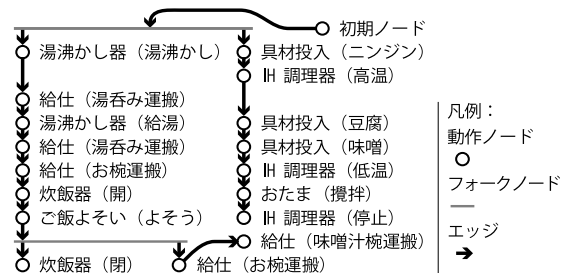 初期ノード
湯沸かし器（湯沸かし）
具材投入（ニンジン）
IH 調理器（高温）
給仕（湯呑み運搬）
湯沸かし器（給湯）
具材投入（豆腐）
給仕（湯呑み運搬）
具材投入（味噌）
給仕（お椀運搬）
IH 調理器（低温）
炊飯器（開）
おたま（攪拌）
ご飯よそい（よそう）
IH 調理器（停止）
給仕（味噌汁椀運搬）
炊飯器（閉）
給仕（お椀運搬）
凡例：
動作ノード
フォークノード
エッジ